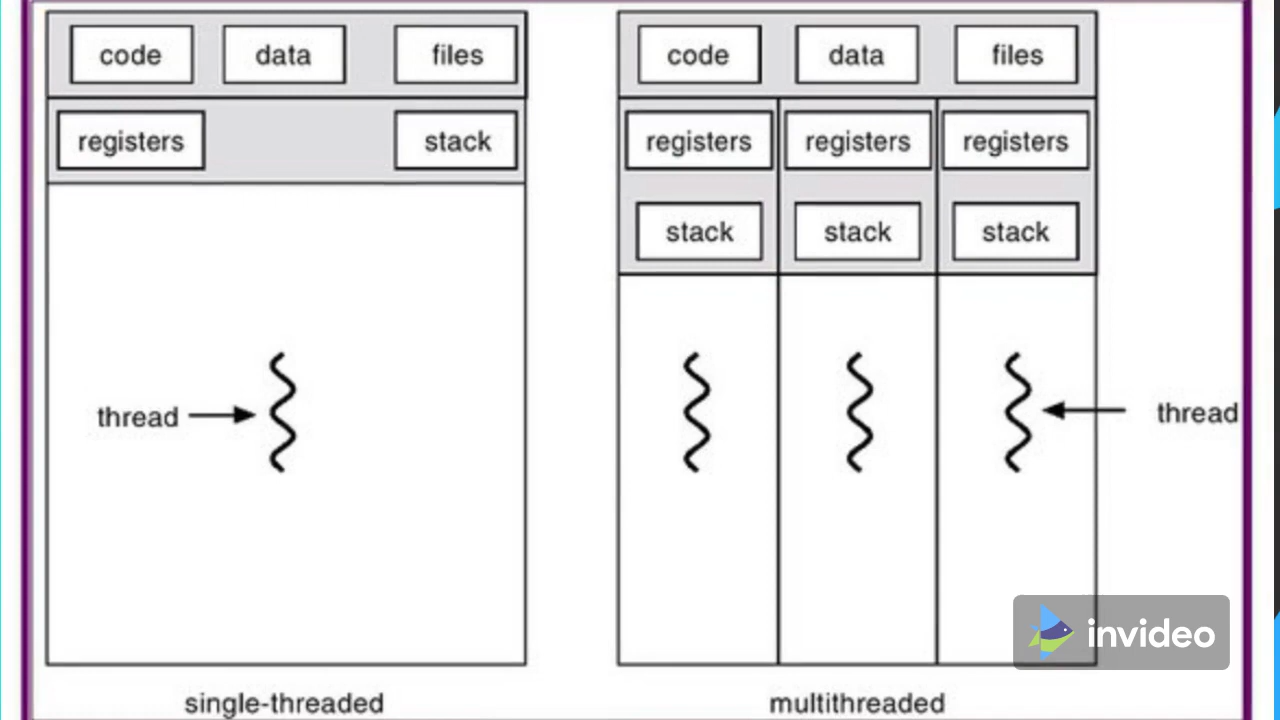 code data files
registers stack
thread
single-threaded
code data files
registers registers registers
stack stack stack
thread
multithreaded
invideo